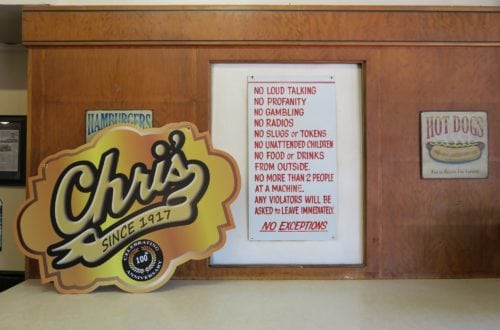 HAMBURGERS
Chris'
SINCE 1917
CELEBRATING
100th
ANNIVERSARY
NO LOUD TALKING
NO PROFANITY
NO GAMBLING
NO RADIOS
NO SLUGS or TOKENS
NO UNATTENDED CHILDREN
NO FOOD or DRINKS
FROM OUTSIDE.
NO MORE THAN 2 PEOPLE
AT A MACHINE.
ANY VIOLATORS WILL BE
ASKED to LEAVE IMMEDIATELY.
NO EXCEPTIONS
HOT DOGS